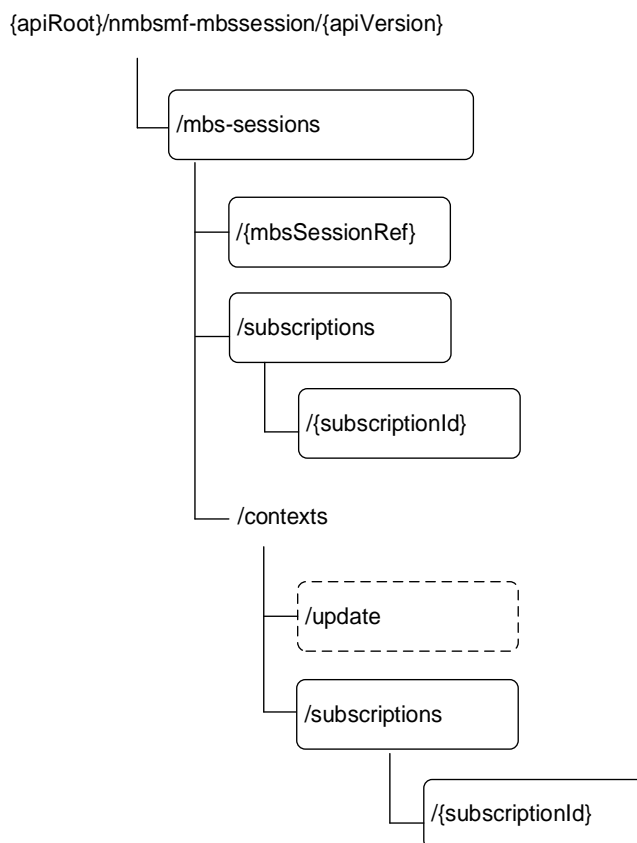 {apiRoot}/nmbsmf-mbssession/{apiVersion}
/mbs-sessions
/{mbsSessionRef}
/subscriptions
/{subscriptionId}
/contexts
/update
/subscriptions
/{subscriptionId}